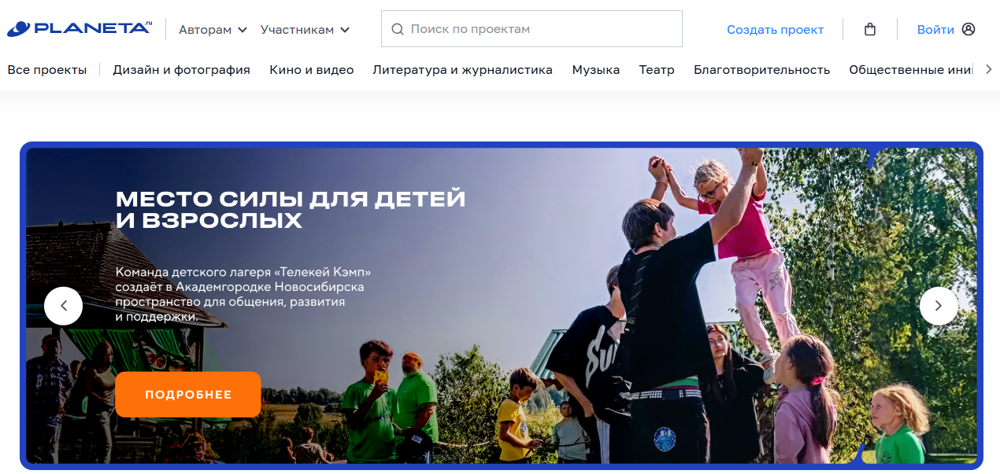 PLANETA.ru
Авторам
Участникам
Поиск по проектам
Создать проект
Войти
Все проекты
Дизайн и фотография
Кино и видео
Литература и журналистика
Музыка
Театр
Благотворительность
Общественные
МЕСТО СИЛЫ ДЛЯ ДЕТЕЙ
И ВЗРОСЛЫХ
Команда детского лагеря «Телекей Кэмп»
создаёт в Академгородке Новосибирска
пространство для общения, развития
и поддержки.
ПОДРОБНЕЕ